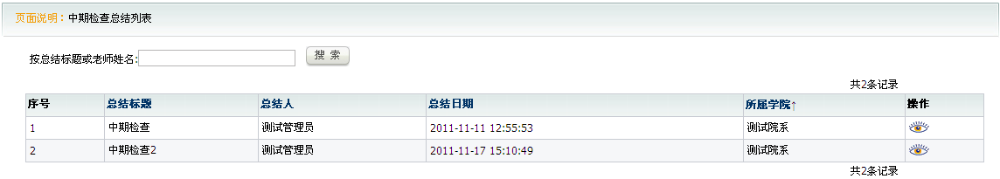 页面说明：中期检查总结列表
按总结标题或老师姓名: 搜 索
共2条记录
序号 总结标题 总结人 总结日期 所属学院↑ 操作
1 中期检查 测试管理员 2011-11-11 12:55:53 测试院系
2 中期检查2 测试管理员 2011-11-17 15:10:49 测试院系
共2条记录